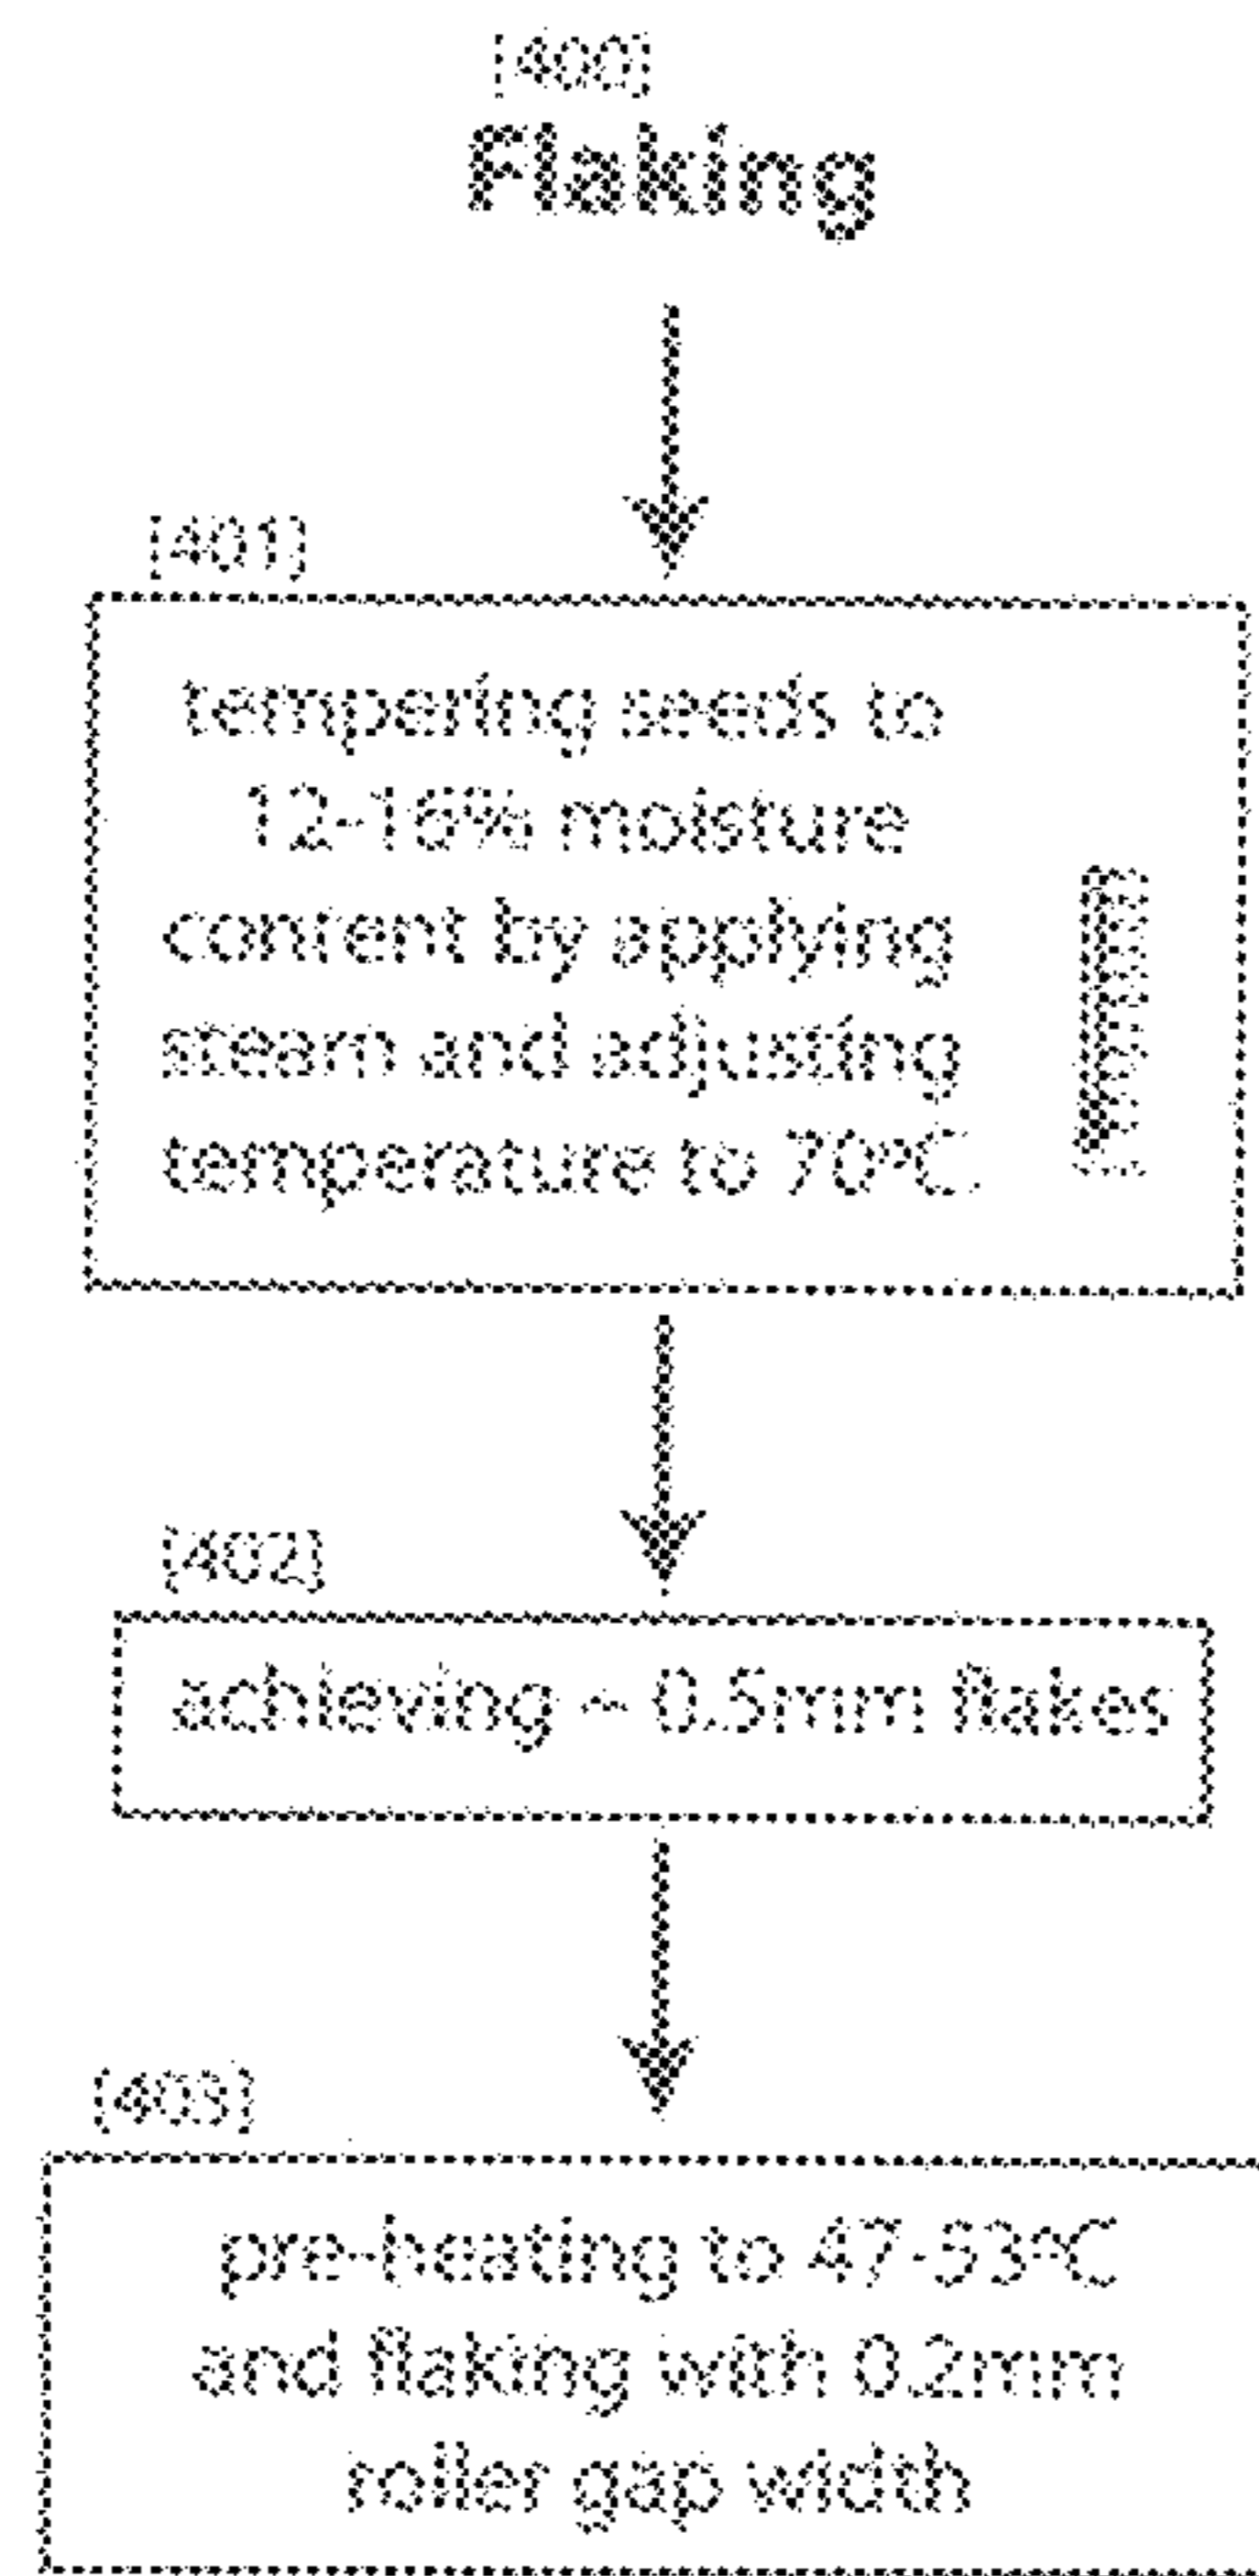 [400]
Flaking
[401]
tempering seeds to
12-16% moisture
content by applying
steam and adjusting
temperature to 70°C.
[402]
achieving ~ 0.5mm flakes
[403]
pre-heating to 47-53°C
and flaking with 0.2mm
roller gap width